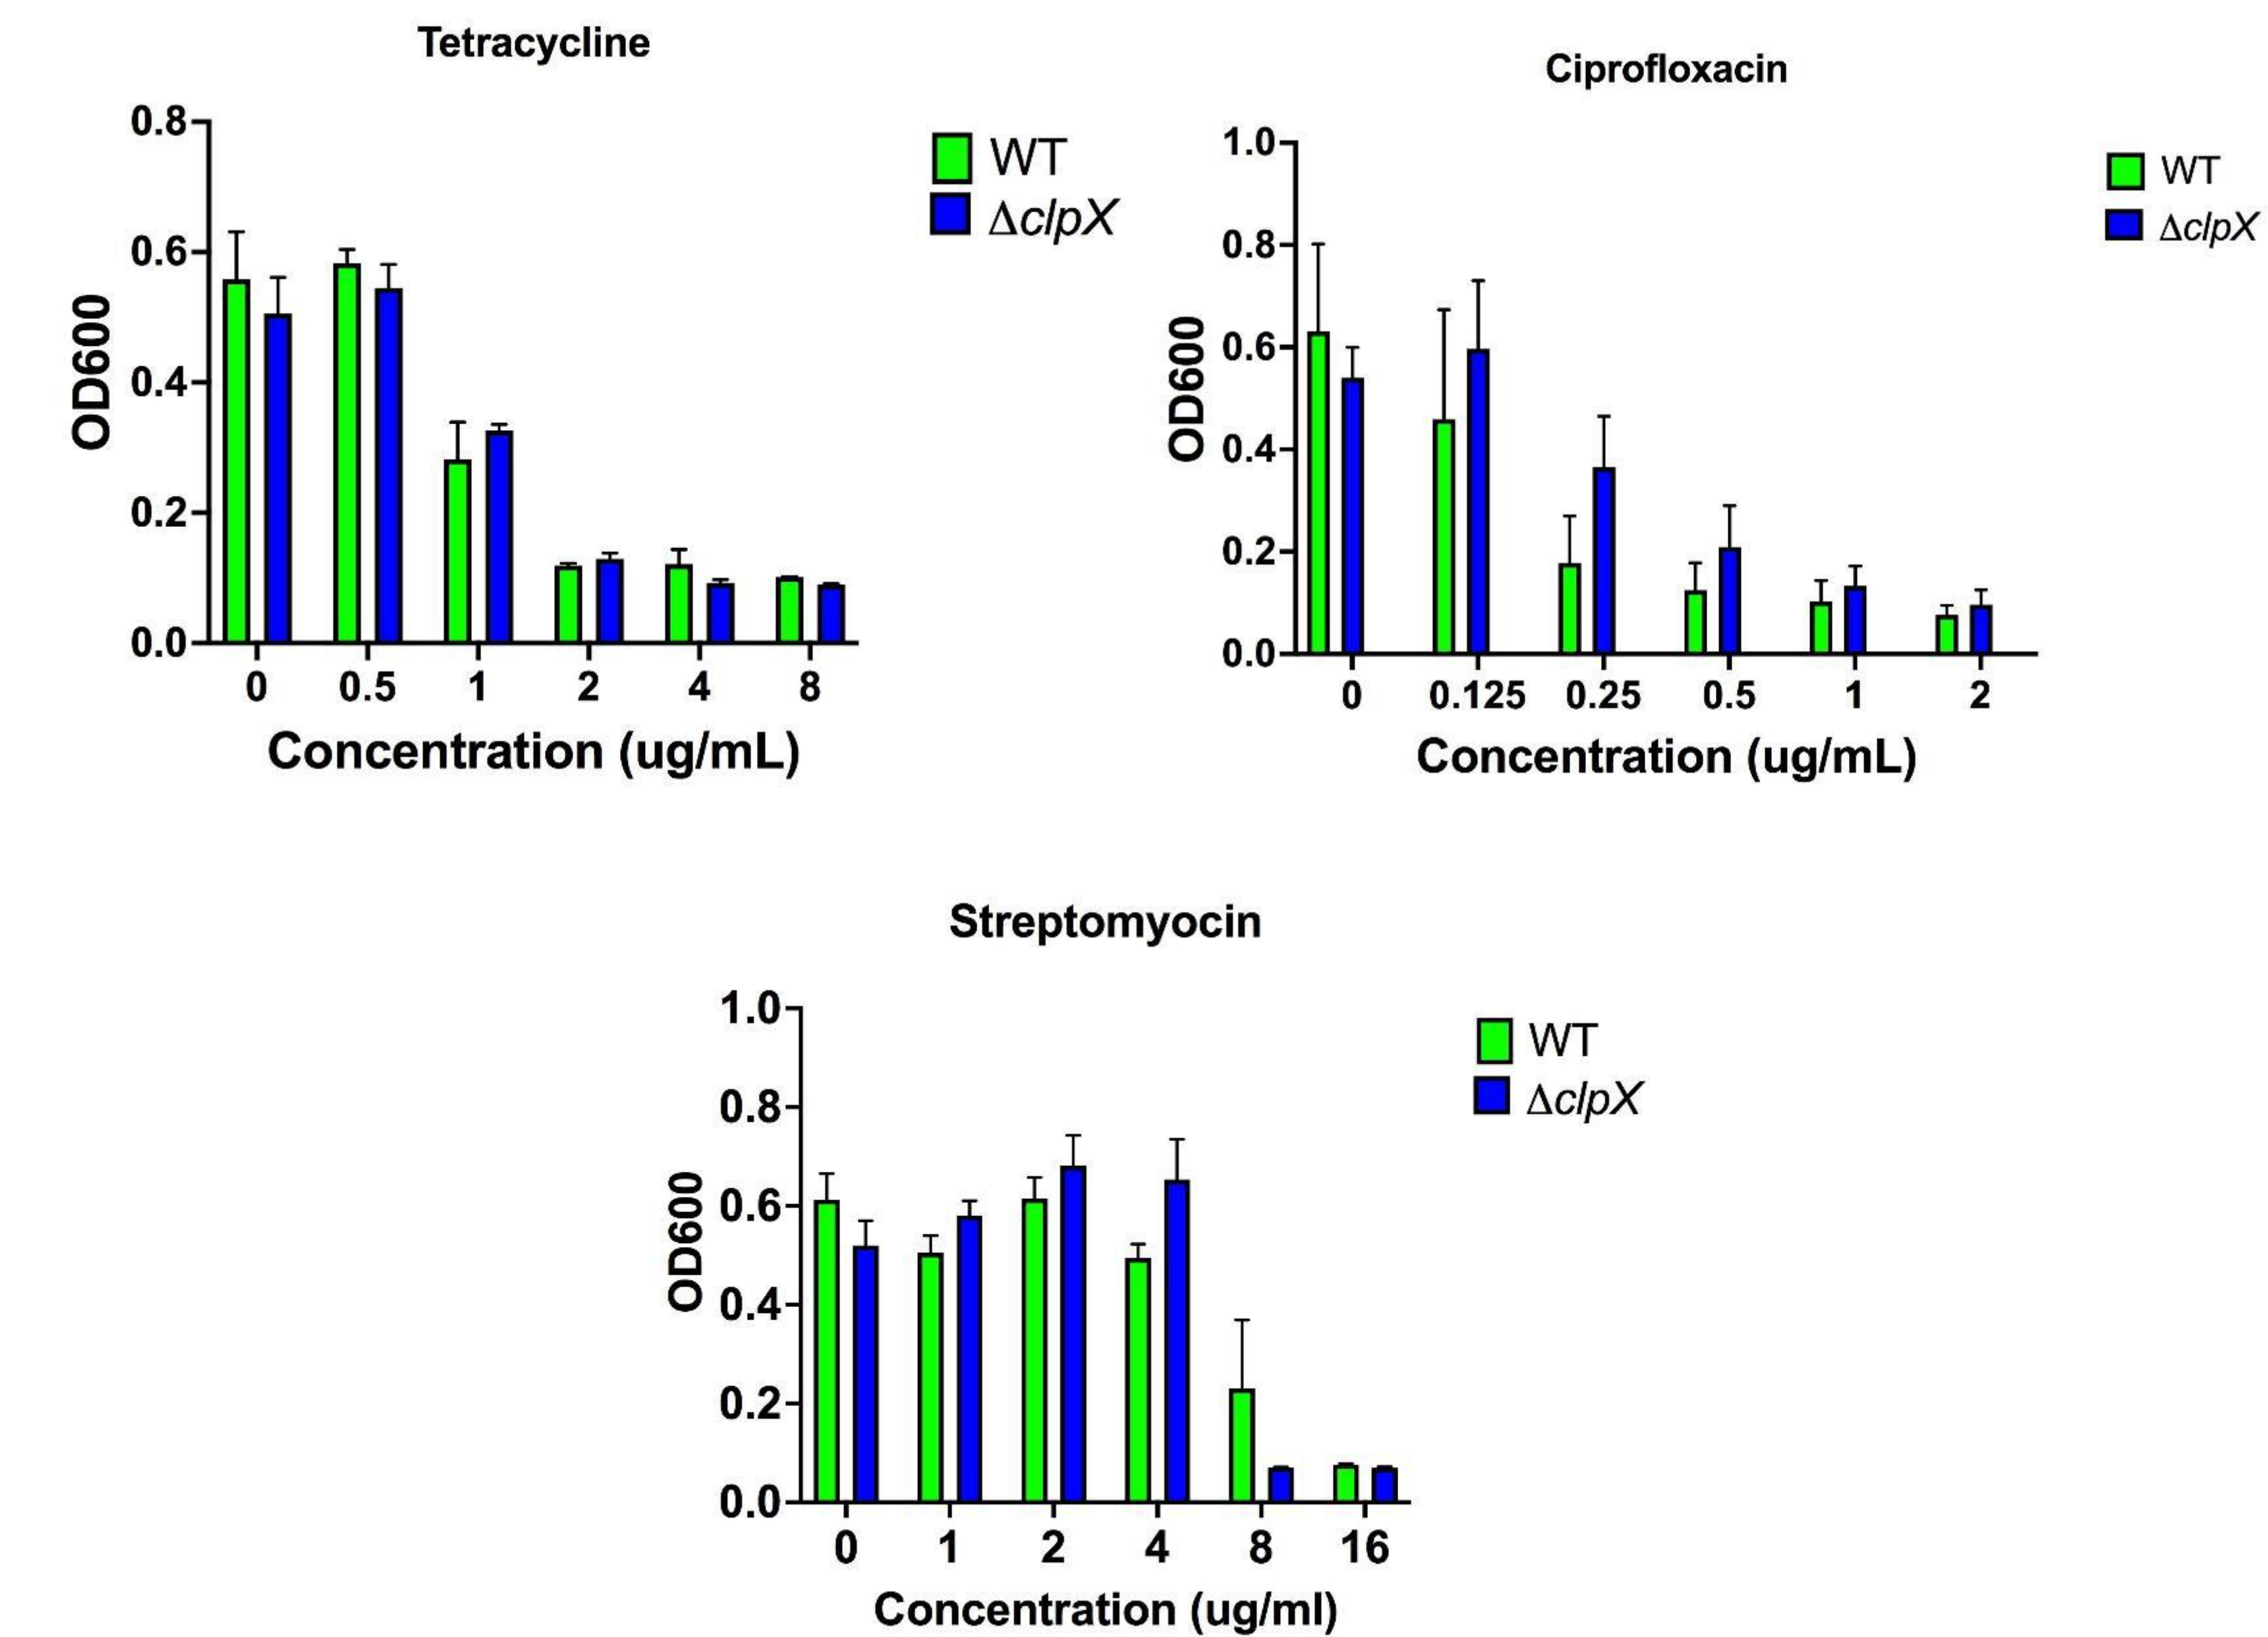 Tetracycline
0.8
0.6
0.4
0.2
0.0
OD600
0 0.5 1 2 4 8
Concentration (ug/mL)
WT
ΔclpX
Ciprofloxacin
1.0
0.8
0.6
0.4
0.2
0.0
OD600
0 0.125 0.25 0.5 1 2
Concentration (ug/mL)
WT
ΔclpX
Streptomyocin
1.0
0.8
0.6
0.4
0.2
0.0
OD600
0 1 2 4 8 16
Concentration (ug/ml)
WT
ΔclpX